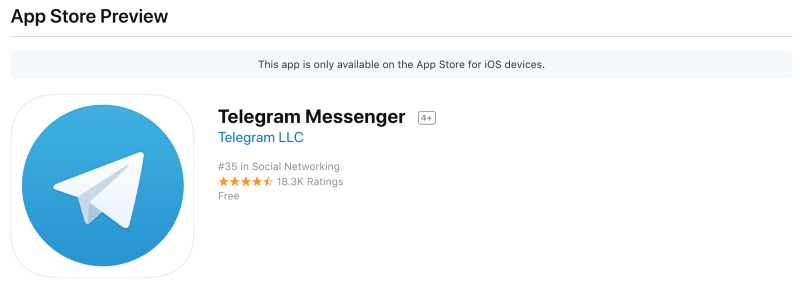 App Store Preview
This app is only available on the App Store for iOS devices.
Telegram Messenger 4+
Telegram LLC
#35 in Social Networking
18.3K Ratings
Free